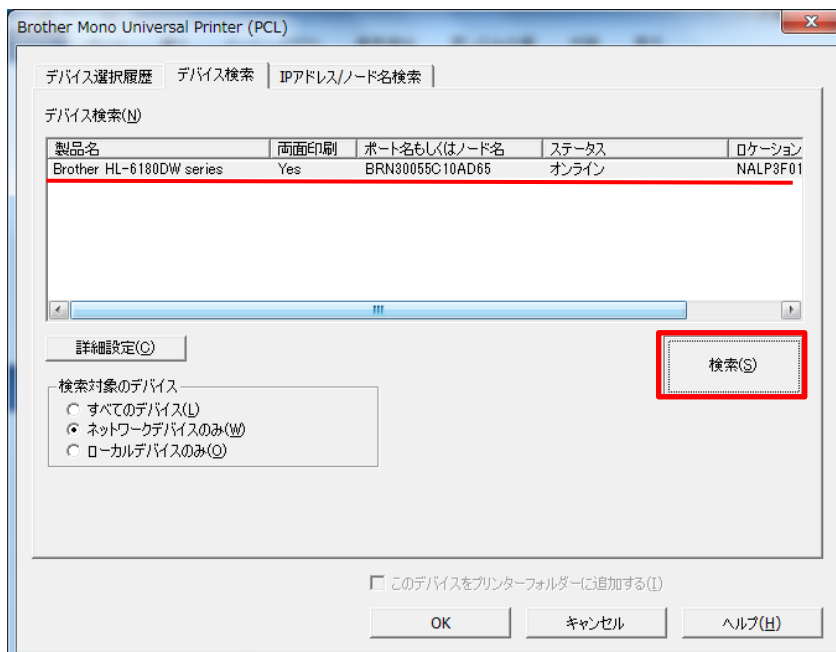 Brother Mono Universal Printer (PCL)
デバイス選択履歴 デバイス検索 IPアドレス/ノード名検索
デバイス検索(N)
製品名 両面印刷 ポート名もしくはノード名 ステータス ロケーション
Brother HL-6180DW series Yes BRN30055C10AD65 オンライン NALP3F01
詳細設定(C)
検索(S)
検索対象のデバイス
すべてのデバイス(L)
ネットワークデバイスのみ(W)
ローカルデバイスのみ(O)
このデバイスをプリンターフォルダーに追加する(I)
OK キャンセル ヘルプ(H)